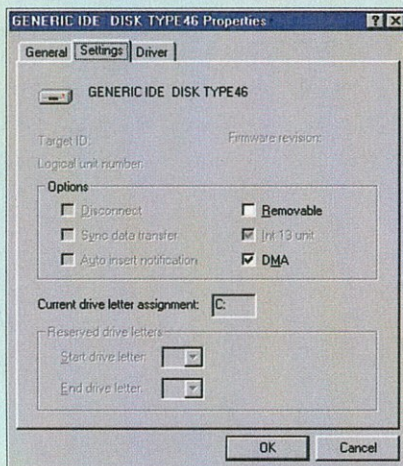 GENERIC IDE DISK TYPE46 Properties
General Settings Driver
GENERIC IDE DISK TYPE46
Target ID: Firmware revision:
Logical unit number:
Options
Disconnect Removable
Sync data transfer Int 13 unit
Auto insert notification DMA
Current drive letter assignment: C:
Reserved drive letters
Start drive letter:
End drive letter:
OK Cancel